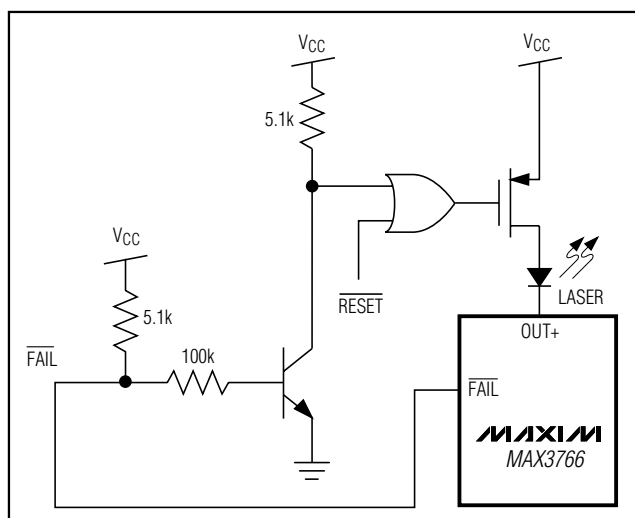 VCC
VCC
5.1k
VCC
5.1k
RESET
LASER
OUT+
FAIL
100k
FAIL
MAXIM
MAX3766